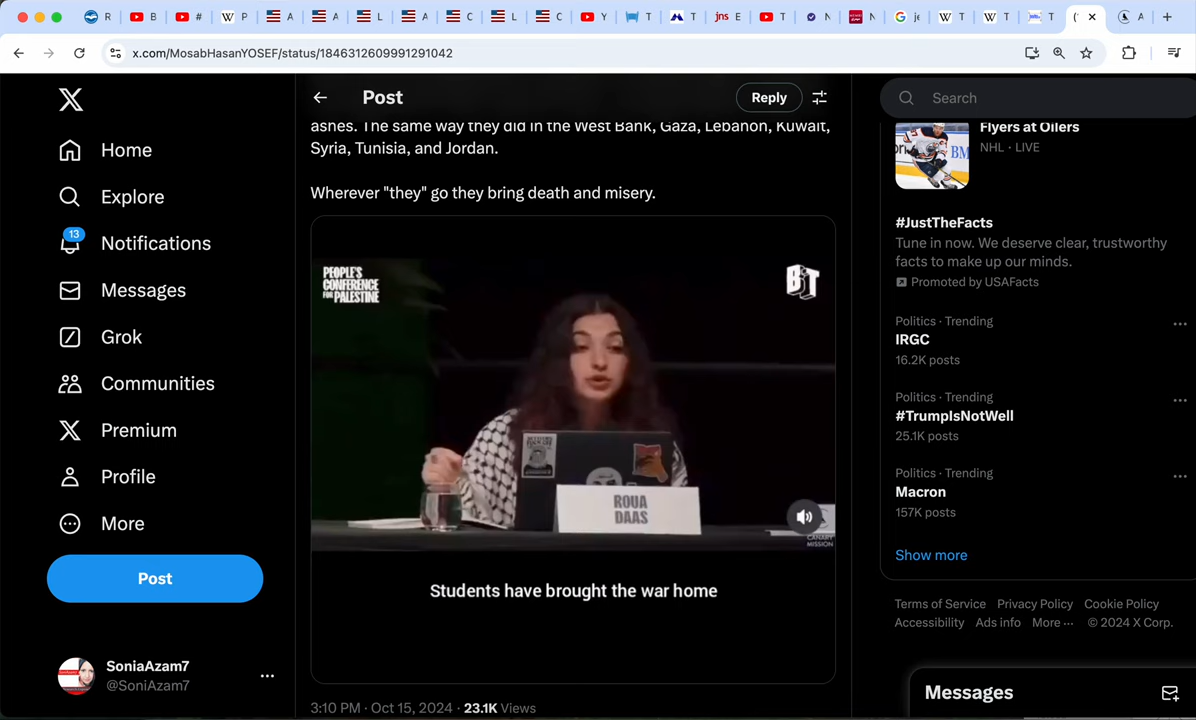 R
B
#
W P
A
A
L
A
C
L
C
Y
T
T
jns E
T
N
N
G je
W T
W T
T
(
A
x.com/MosabHasanYOSEF/status/1846312609991291042
Post
Reply
Search
ashes. The same way they did in the West Bank, Gaza, Lebanon, Kuwait,
Syria, Tunisia, and Jordan.
Wherever "they" go they bring death and misery.
PEOPLE'S
CONFERENCE
FOR PALESTINE
BT
ROUA
DAAS
CANARY
MISSION
Students have brought the war home
3:10 PM · Oct 15, 2024 · 23.1K Views
Home
Explore
13
Notifications
Messages
Grok
Communities
Premium
Profile
More
Post
SoniaAzam7
@SoniAzam7
Flyers at Oilers
NHL · LIVE
#JustTheFacts
Tune in now. We deserve clear, trustworthy
facts to make up our minds.
Promoted by USAFacts
Politics · Trending
IRGC
16.2K posts
Politics · Trending
#TrumpIsNotWell
25.1K posts
Politics · Trending
Macron
157K posts
Show more
Terms of Service Privacy Policy Cookie Policy
Accessibility Ads info More ··· © 2024 X Corp.
Messages